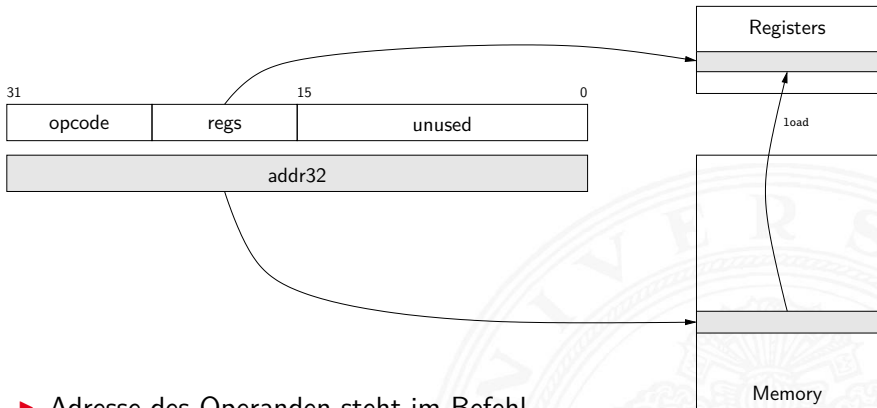 Registers
31 15 0
opcode regs unused
load
addr32
Memory
▶ Adresse des Operanden steht im Befehl